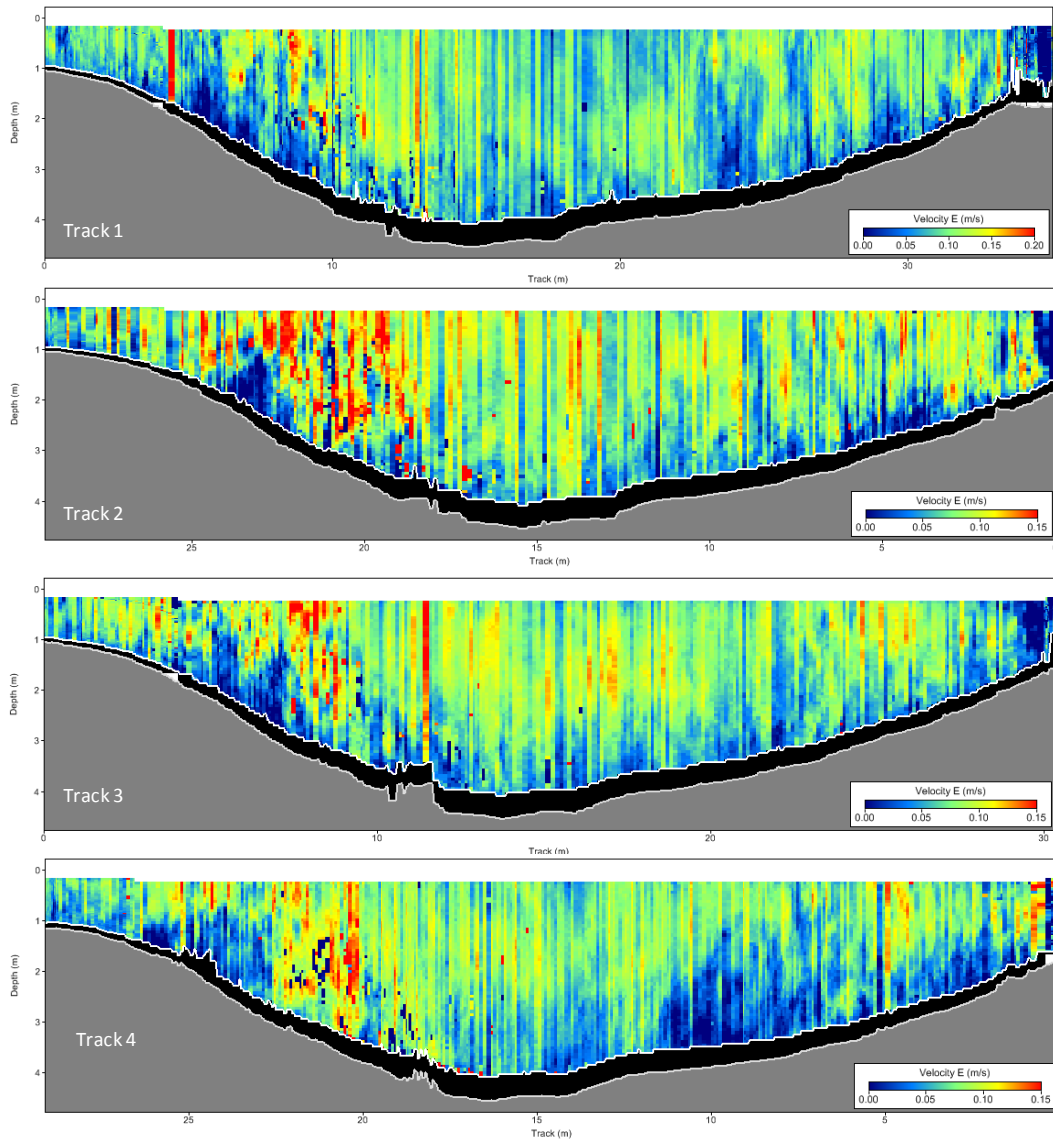 0
1
2
3
4
Depth (m)
Track 1
Velocity E (m/s)
0.00 0.05 0.10 0.15 0.20
0 10 20 30
Track (m)
0
1
2
3
4
Depth (m)
Track 2
Velocity E (m/s)
0.00 0.05 0.10 0.15
25 20 15 10 5
Track (m)
0
1
2
3
4
Depth (m)
Track 3
Velocity E (m/s)
0.00 0.05 0.10 0.15
0 10 20 30
Track (m)
0
1
2
3
4
Depth (m)
Track 4
Velocity E (m/s)
0.00 0.05 0.10 0.15
25 20 15 10 5
Track (m)